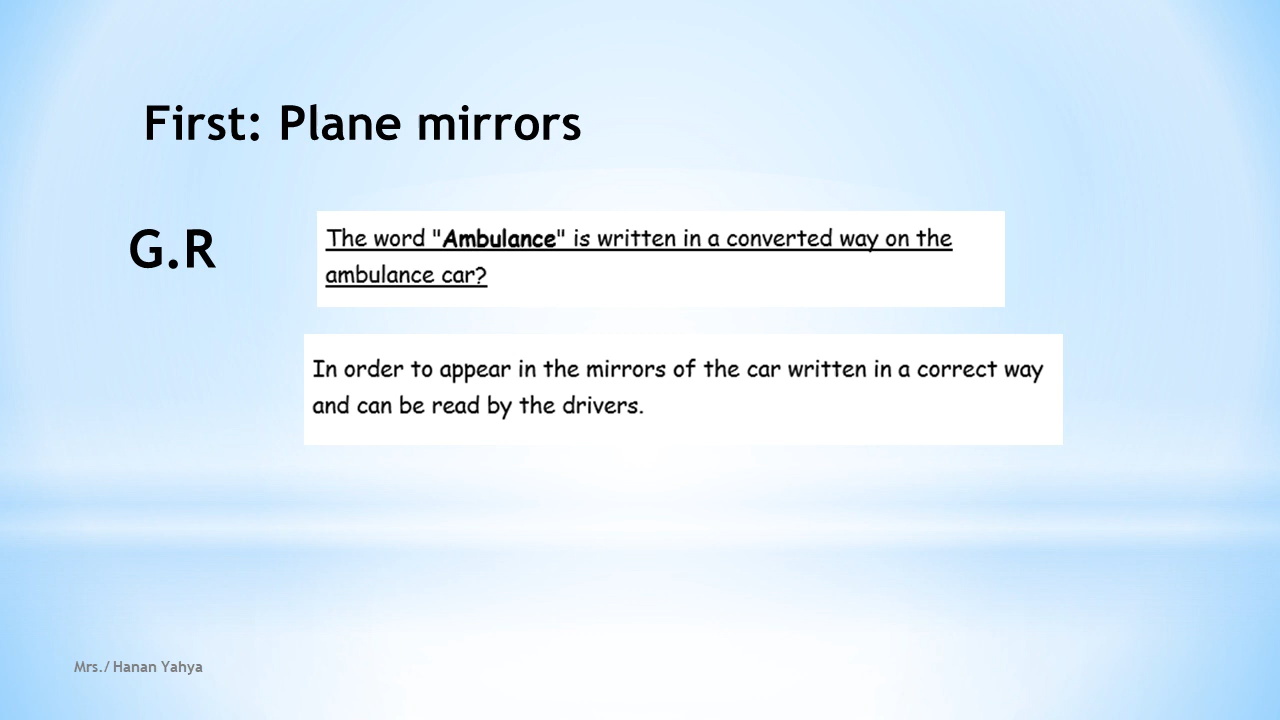 First: Plane mirrors
G.R
The word "Ambulance" is written in a converted way on the
ambulance car?
In order to appear in the mirrors of the car written in a correct way
and can be read by the drivers.
Mrs./ Hanan Yahya